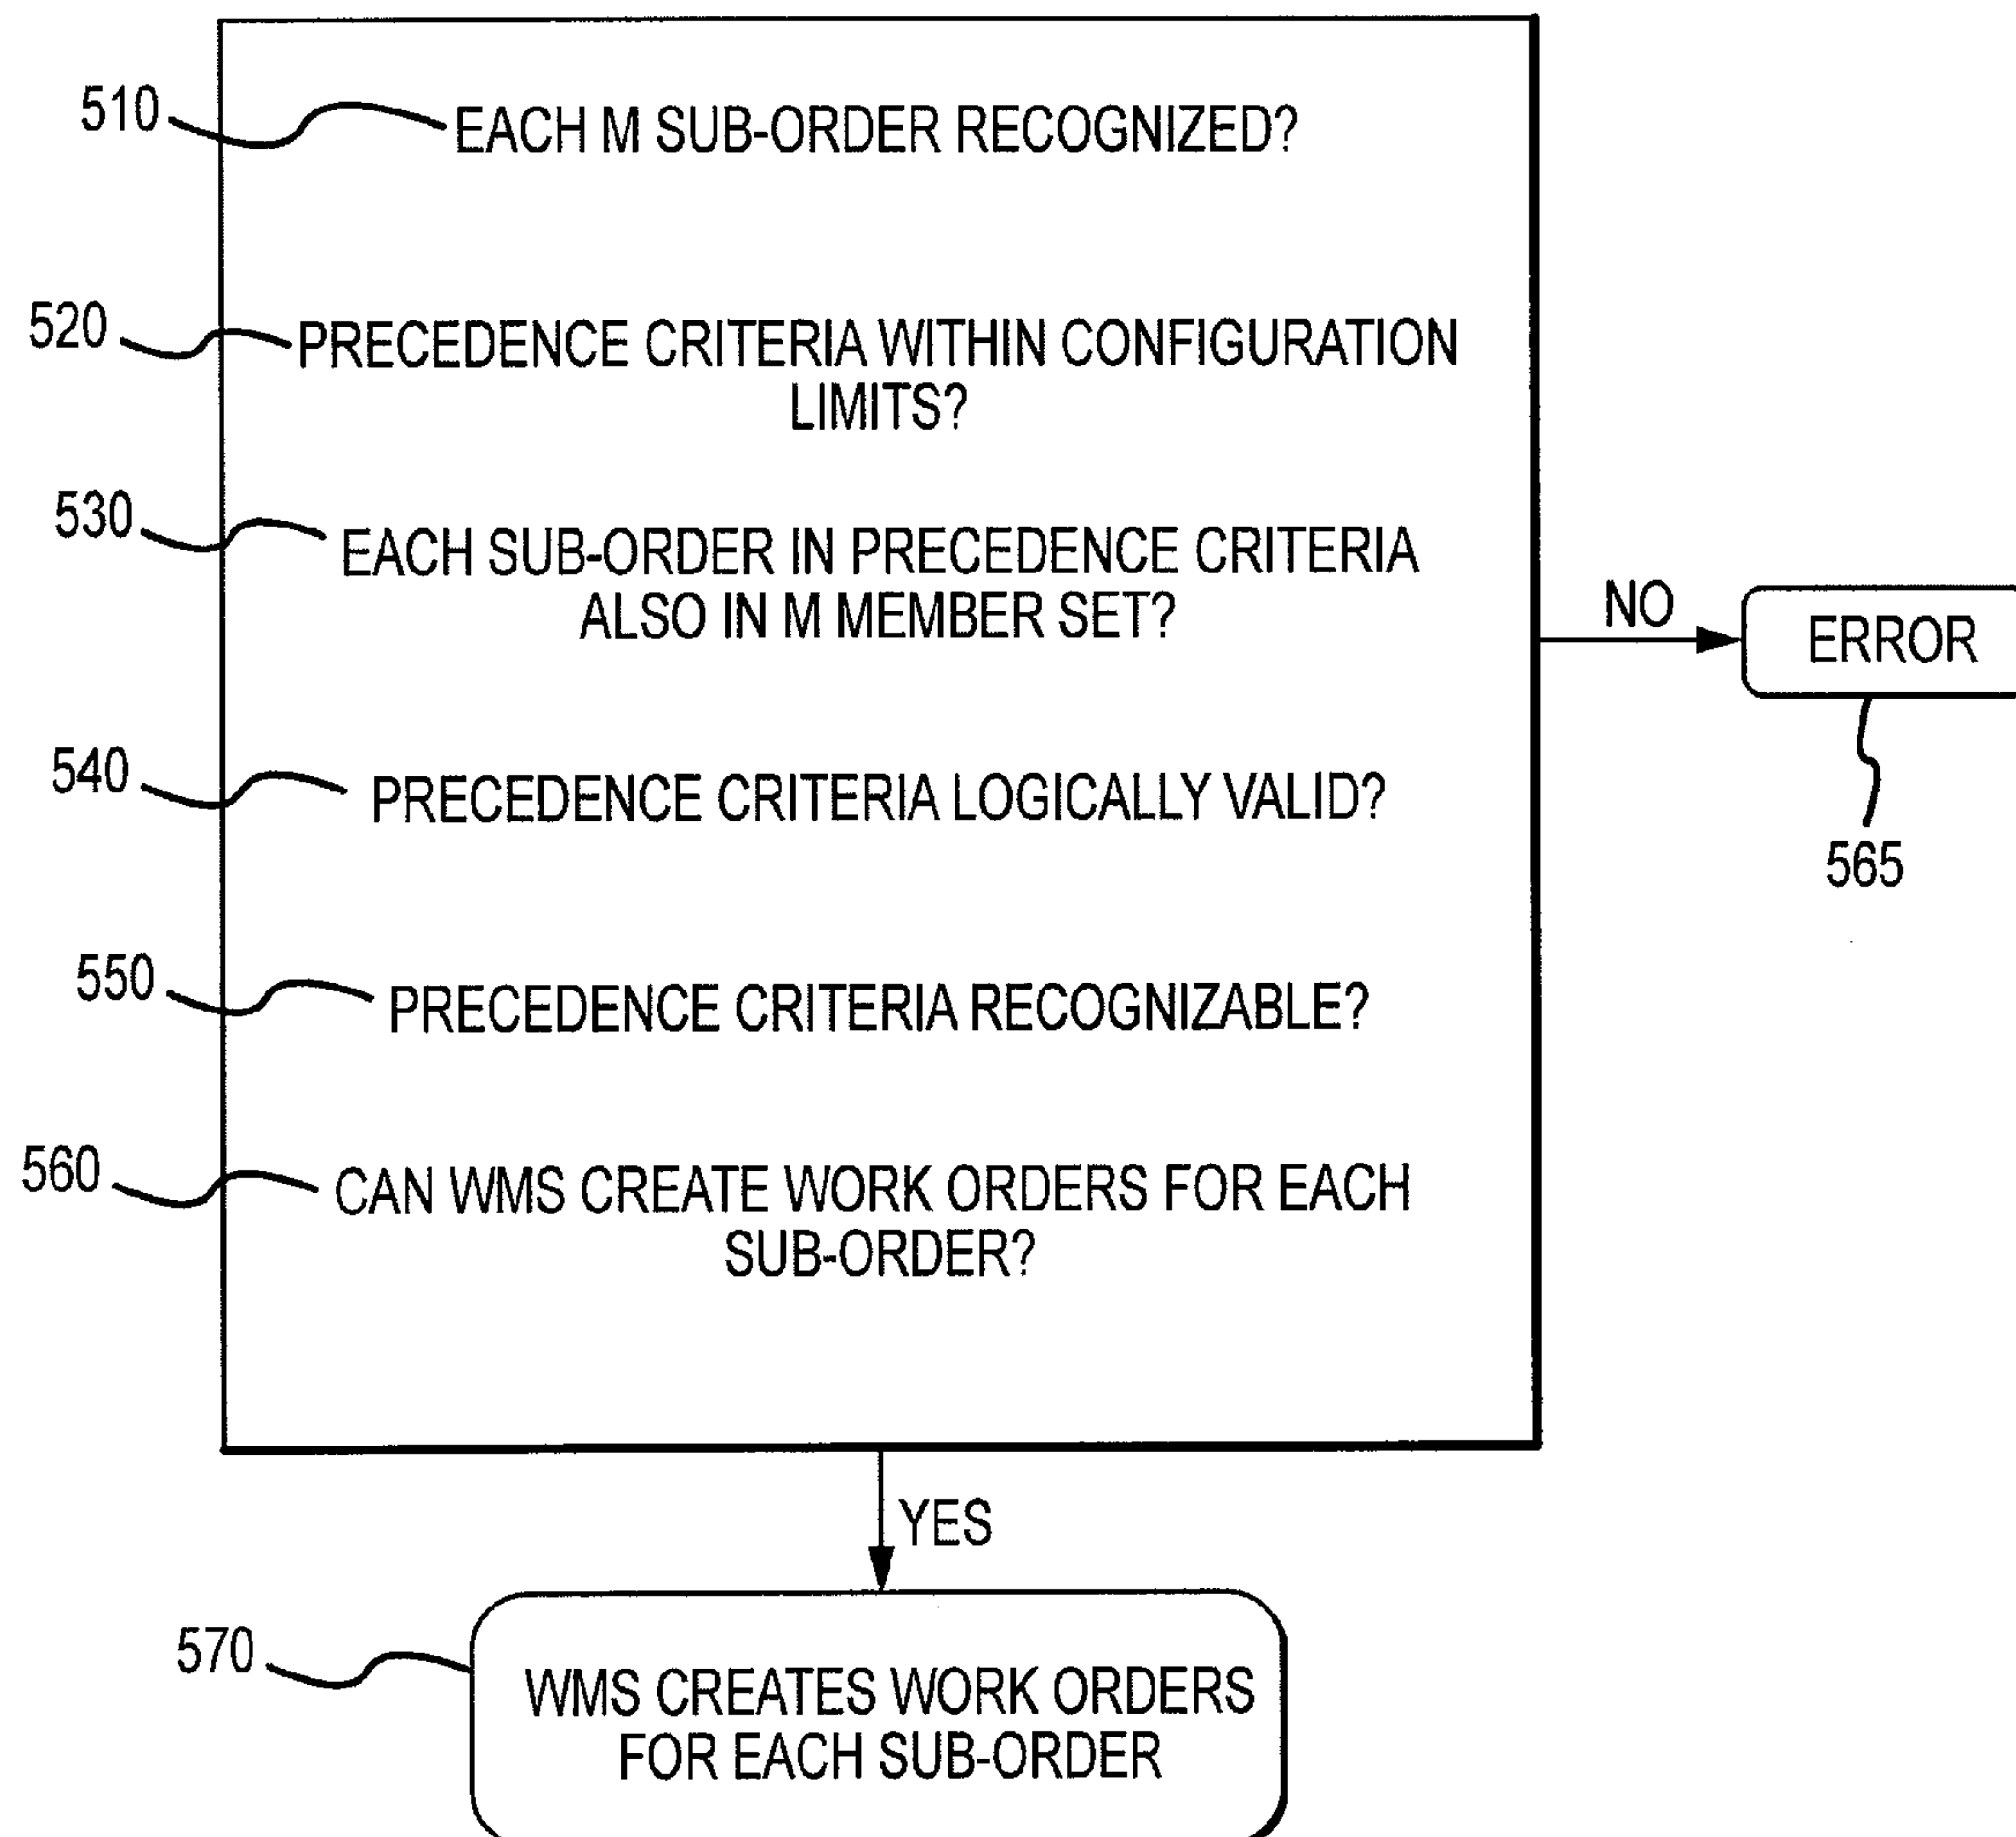 510
EACH M SUB-ORDER RECOGNIZED?
520
PRECEDENCE CRITERIA WITHIN CONFIGURATION
LIMITS?
530
EACH SUB-ORDER IN PRECEDENCE CRITERIA
ALSO IN M MEMBER SET?
NO
ERROR
565
540
PRECEDENCE CRITERIA LOGICALLY VALID?
550
PRECEDENCE CRITERIA RECOGNIZABLE?
560
CAN WMS CREATE WORK ORDERS FOR EACH
SUB-ORDER?
YES
570
WMS CREATES WORK ORDERS
FOR EACH SUB-ORDER